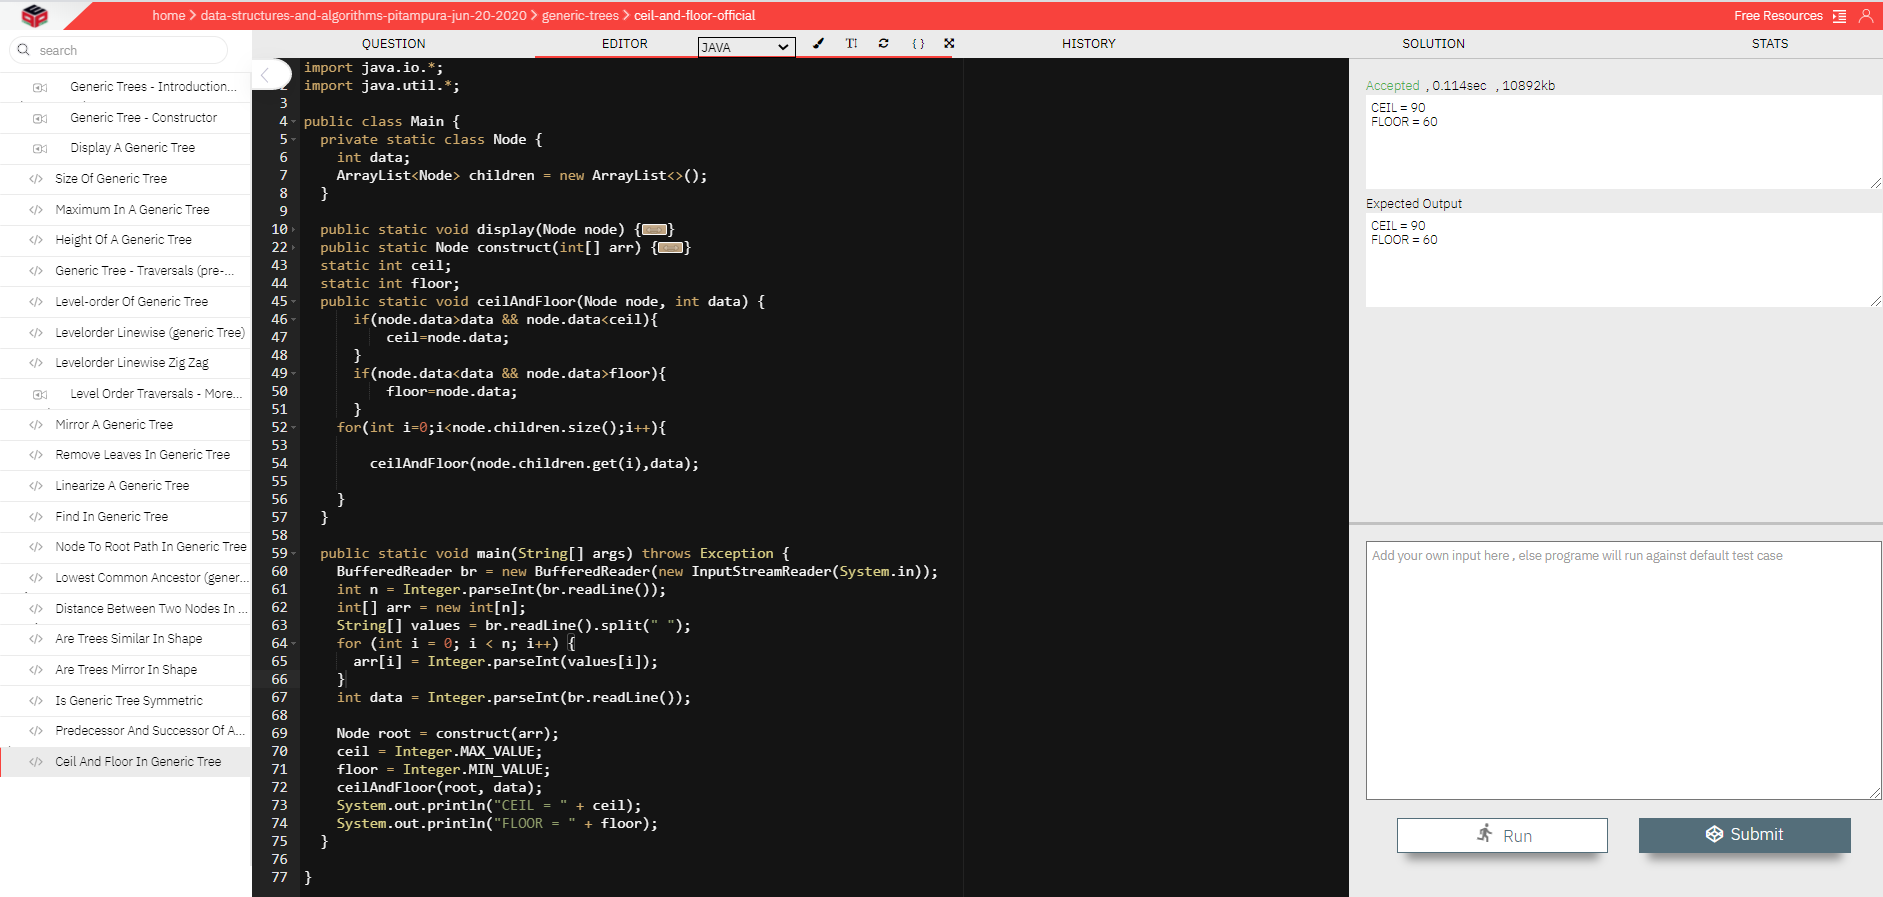 home > data-structures-and-algorithms-pitampura-jun-20-2020 > generic-trees > ceil-and-floor-official
Free Resources
search
QUESTION
EDITOR
JAVA
HISTORY
SOLUTION
STATS
Generic Trees - Introduction...
Generic Tree - Constructor
Display A Generic Tree
Size Of Generic Tree
Maximum In A Generic Tree
Height Of A Generic Tree
Generic Tree - Traversals (pre-...
Level-order Of Generic Tree
Levelorder Linewise (generic Tree)
Levelorder Linewise Zig Zag
Level Order Traversals - More...
Mirror A Generic Tree
Remove Leaves In Generic Tree
Linearize A Generic Tree
Find In Generic Tree
Node To Root Path In Generic Tree
Lowest Common Ancestor (gener...
Distance Between Two Nodes In ...
Are Trees Similar In Shape
Are Trees Mirror In Shape
Is Generic Tree Symmetric
Predecessor And Successor Of A...
Ceil And Floor In Generic Tree
import java.io.*;
2 import java.util.*;
3
4 public class Main {
5 private static class Node {
6 int data;
7 ArrayList<Node> children = new ArrayList<>();
8 }
9
10 public static void display(Node node) {}
22 public static Node construct(int[] arr) {}
43 static int ceil;
44 static int floor;
45 public static void ceilAndFloor(Node node, int data) {
46 if(node.data>data && node.data<ceil){
47 ceil=node.data;
48 }
49 if(node.data<data && node.data>floor){
50 floor=node.data;
51 }
52 for(int i=0;i<node.children.size();i++){
53
54 ceilAndFloor(node.children.get(i),data);
55
56 }
57 }
58
59 public static void main(String[] args) throws Exception {
60 BufferedReader br = new BufferedReader(new InputStreamReader(System.in));
61 int n = Integer.parseInt(br.readLine());
62 int[] arr = new int[n];
63 String[] values = br.readLine().split(" ");
64 for (int i = 0; i < n; i++) {
65 arr[i] = Integer.parseInt(values[i]);
66 }
67 int data = Integer.parseInt(br.readLine());
68
69 Node root = construct(arr);
70 ceil = Integer.MAX_VALUE;
71 floor = Integer.MIN_VALUE;
72 ceilAndFloor(root, data);
73 System.out.println("CEIL = " + ceil);
74 System.out.println("FLOOR = " + floor);
75 }
76
77 }
Accepted , 0.114sec , 10892kb
CEIL = 90
FLOOR = 60
Expected Output
CEIL = 90
FLOOR = 60
Add your own input here , else programe will run against default test case
Run
Submit